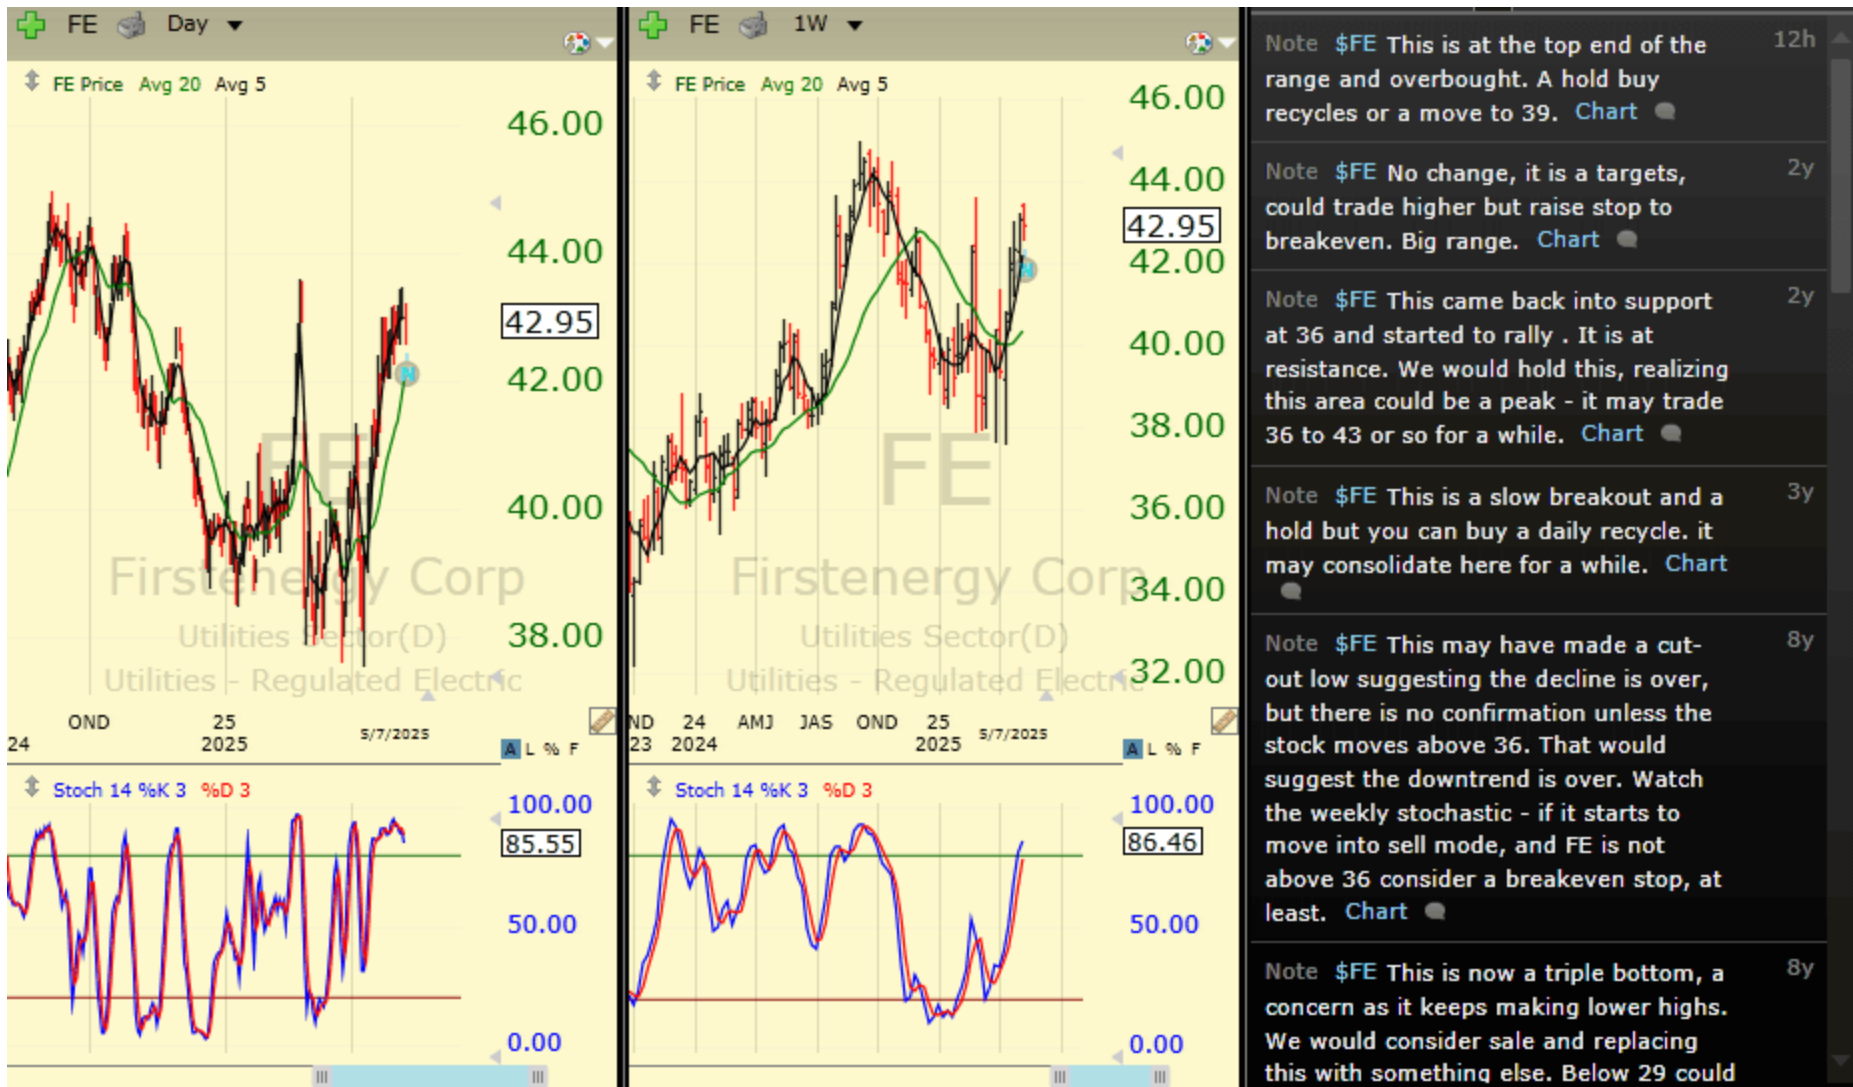 FE Day
FE Price Avg 20 Avg 5
46.00
44.00
42.95
42.00
40.00
38.00
N
FE
Firstenergy Corp
Utilities Sector(D)
Utilities - Regulated Electric
OND 25
24 2025 5/7/2025
A L % F
Stoch 14 %K 3 %D 3
100.00
85.55
50.00
0.00
FE 1W
FE Price Avg 20 Avg 5
46.00
44.00
42.95
42.00
40.00
38.00
36.00
34.00
32.00
N
FE
Firstenergy Corp
Utilities Sector(D)
Utilities - Regulated Electric
ND 24 AMJ JAS OND 25
23 2024 2025 5/7/2025
A L % F
Stoch 14 %K 3 %D 3
100.00
86.46
50.00
0.00
Note $FE This is at the top end of the 12h
range and overbought. A hold buy
recycles or a move to 39. Chart
Note $FE No change, it is a targets, 2y
could trade higher but raise stop to
breakeven. Big range. Chart
Note $FE This came back into support 2y
at 36 and started to rally . It is at
resistance. We would hold this, realizing
this area could be a peak - it may trade
36 to 43 or so for a while. Chart
Note $FE This is a slow breakout and a 3y
hold but you can buy a daily recycle. it
may consolidate here for a while. Chart
Note $FE This may have made a cut- 8y
out low suggesting the decline is over,
but there is no confirmation unless the
stock moves above 36. That would
suggest the downtrend is over. Watch
the weekly stochastic - if it starts to
move into sell mode, and FE is not
above 36 consider a breakeven stop, at
least. Chart
Note $FE This is now a triple bottom, a 8y
concern as it keeps making lower highs.
We would consider sale and replacing
this with something else. Below 29 could